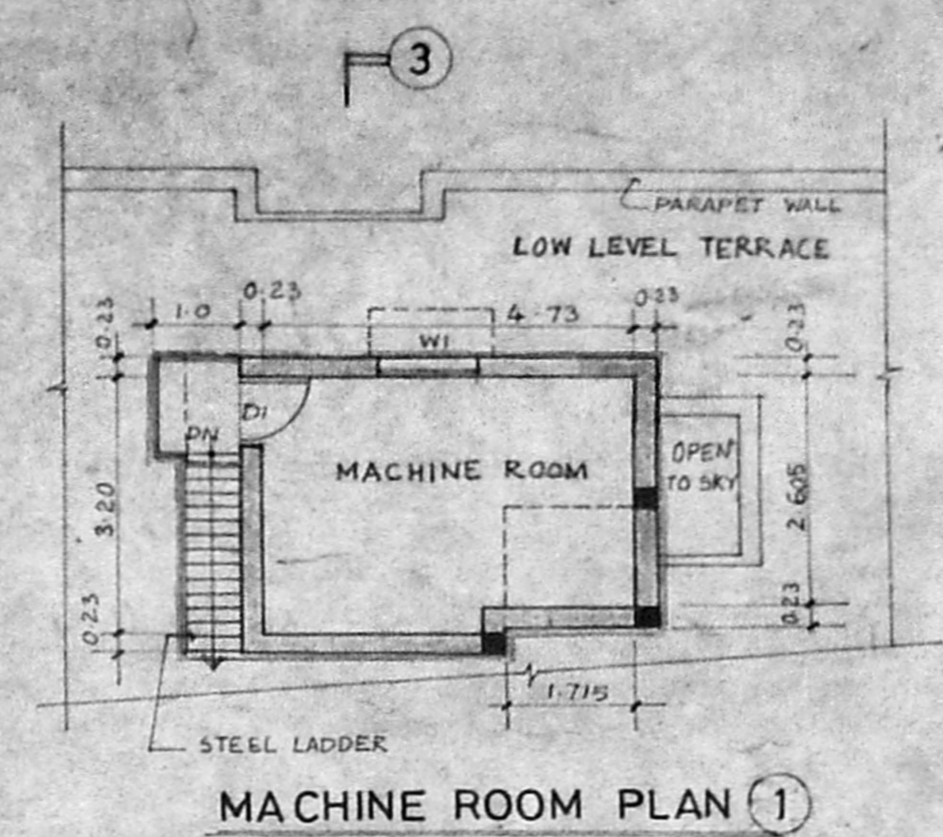 3
PARAPET WALL
LOW LEVEL TERRACE
0.23
1.0
0.23
4.73
0.23
0.23
W1
D1
DN
MACHINE ROOM
OPEN
TO SKY
3.20
2.605
0.23
0.23
1.715
STEEL LADDER
MACHINE ROOM PLAN 1